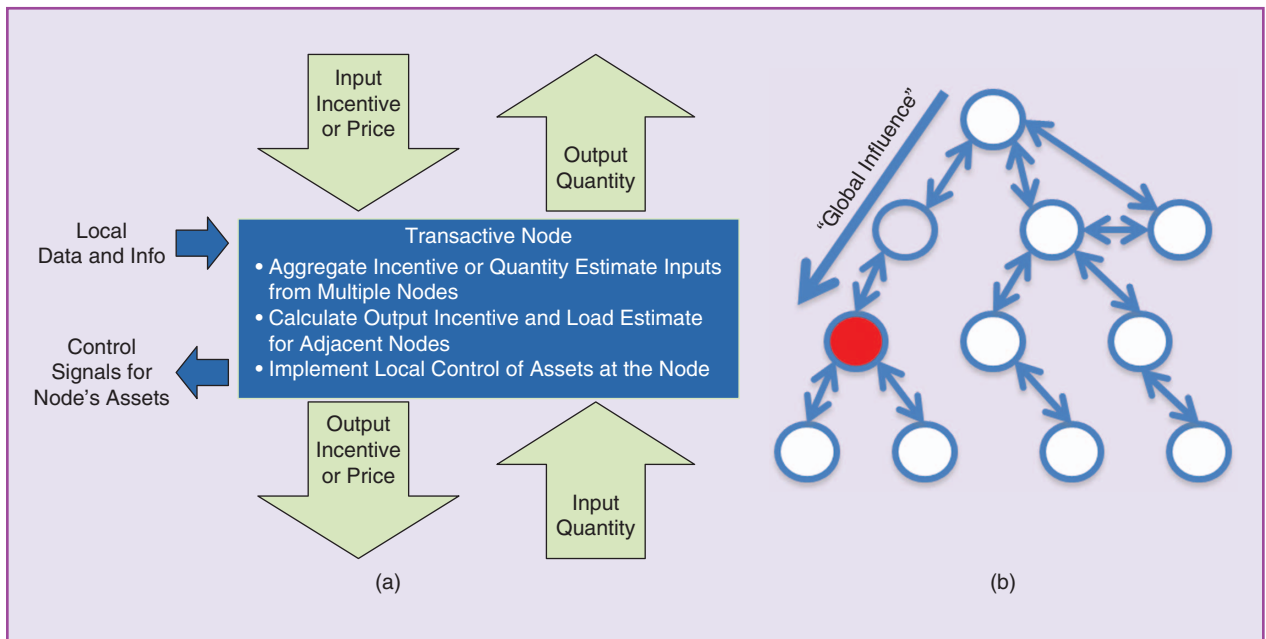 Input
Incentive
or Price
Output
Quantity
Local
Data and Info
Transactive Node
• Aggregate Incentive or Quantity Estimate Inputs
from Multiple Nodes
• Calculate Output Incentive and Load Estimate
for Adjacent Nodes
• Implement Local Control of Assets at the Node
Control
Signals for
Node's Assets
Output
Incentive
or Price
Input
Quantity
(a)
"Global Influence"
(b)